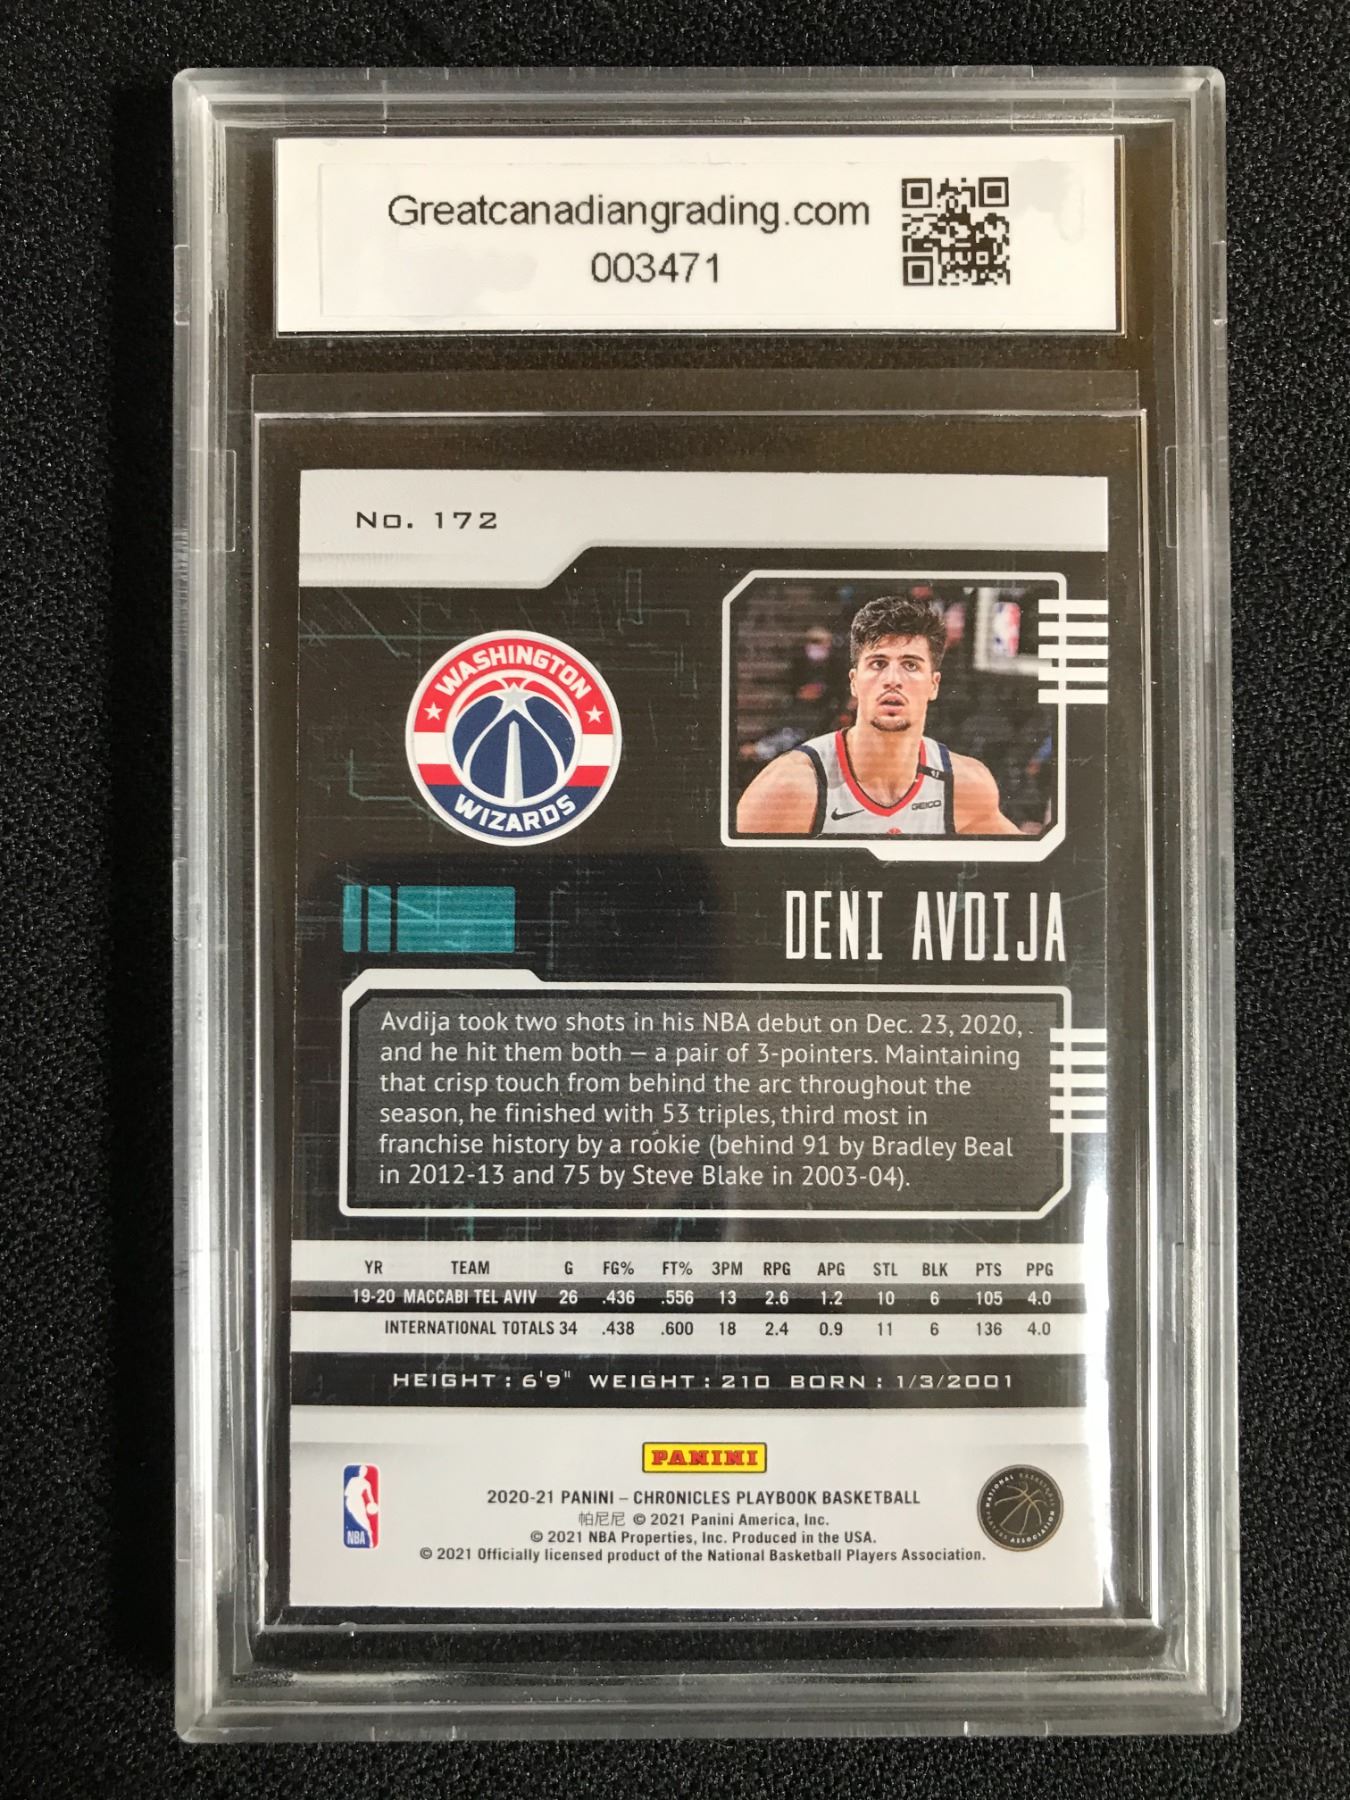 Greatcanadiangrading.com
003471
No. 172
WASHINGTON
WIZARDS
GEICO
DENI AVDIJA
Avdija took two shots in his NBA debut on Dec. 23, 2020,
and he hit them both — a pair of 3-pointers. Maintaining
that crisp touch from behind the arc throughout the
season, he finished with 53 triples, third most in
franchise history by a rookie (behind 91 by Bradley Beal
in 2012-13 and 75 by Steve Blake in 2003-04).
YR TEAM G FG% FT% 3PM RPG APG STL BLK PTS PPG
19-20 MACCABI TEL AVIV 26 .436 .556 13 2.6 1.2 10 6 105 4.0
INTERNATIONAL TOTALS 34 .438 .600 18 2.4 0.9 11 6 136 4.0
HEIGHT: 6'9" WEIGHT: 210 BORN: 1/3/2001
PANINI
2020-21 PANINI – CHRONICLES PLAYBOOK BASKETBALL
帕尼尼 © 2021 Panini America, Inc.
© 2021 NBA Properties, Inc. Produced in the USA.
© 2021 Officially licensed product of the National Basketball Players Association.
NBA
NATIONAL BASKETBALL
PLAYERS ASSOCIATION